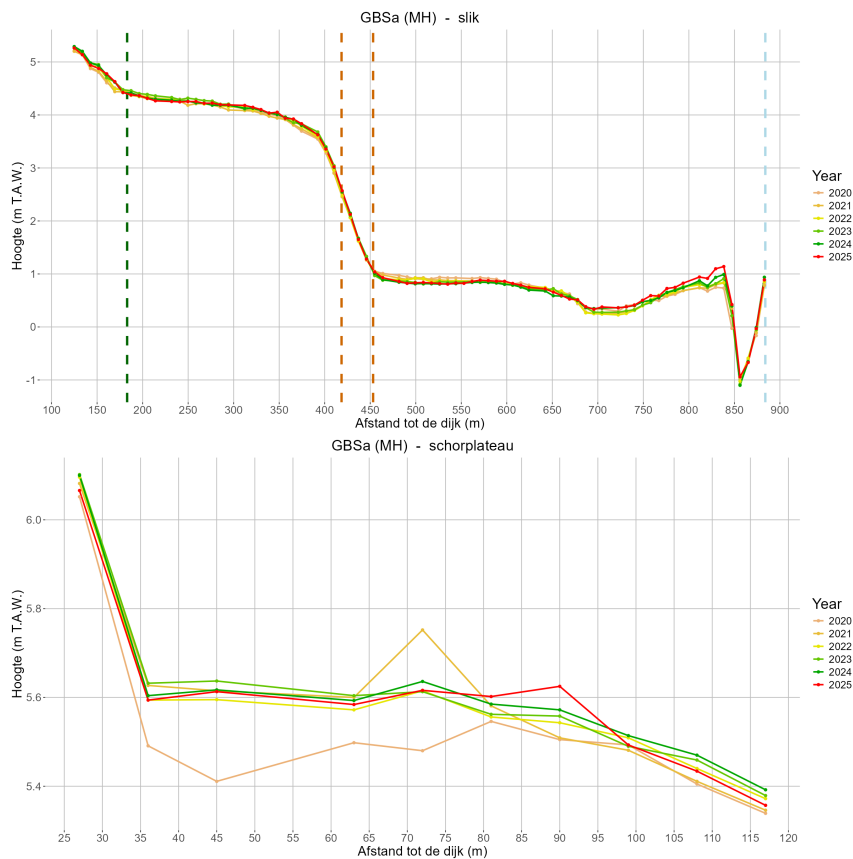 GBSa (MH)  -  slik
5
4
3
2
1
0
-1
Hoogte (m T.A.W.)
100 150 200 250 300 350 400 450 500 550 600 650 700 750 800 850 900
Afstand tot de dijk (m)
Year
2020
2021
2022
2023
2024
2025
GBSa (MH)  -  schorplateau
6.0
5.8
5.6
5.4
Hoogte (m T.A.W.)
25 30 35 40 45 50 55 60 65 70 75 80 85 90 95 100 105 110 115 120
Afstand tot de dijk (m)
Year
2020
2021
2022
2023
2024
2025